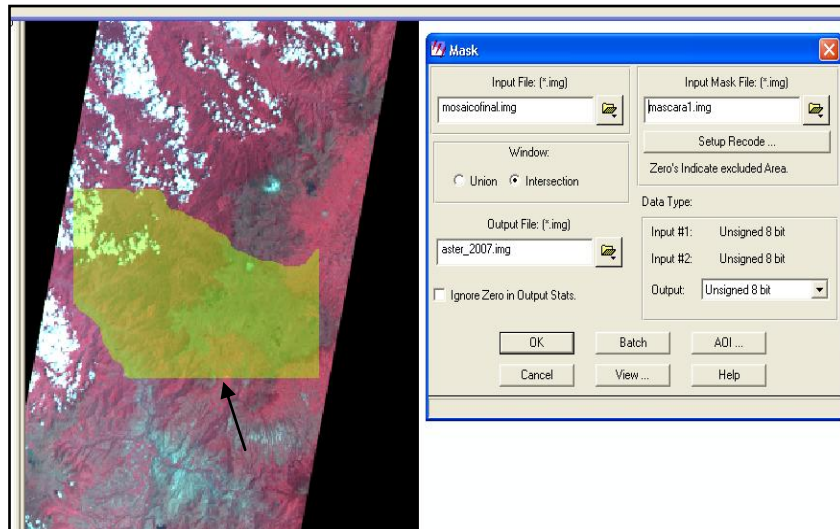 Mask
Input File: (*.img)
mosaicofinal.img
Window:
Union
Intersection
Output File: (*.img)
aster_2007.img
Ignore Zero in Output Stats.
Input Mask File: (*.img)
mascara1.img
Setup Recode ...
Zero's Indicate excluded Area.
Data Type:
Input #1: Unsigned 8 bit
Input #2: Unsigned 8 bit
Output: Unsigned 8 bit
OK
Batch
AOI ...
Cancel
View ...
Help